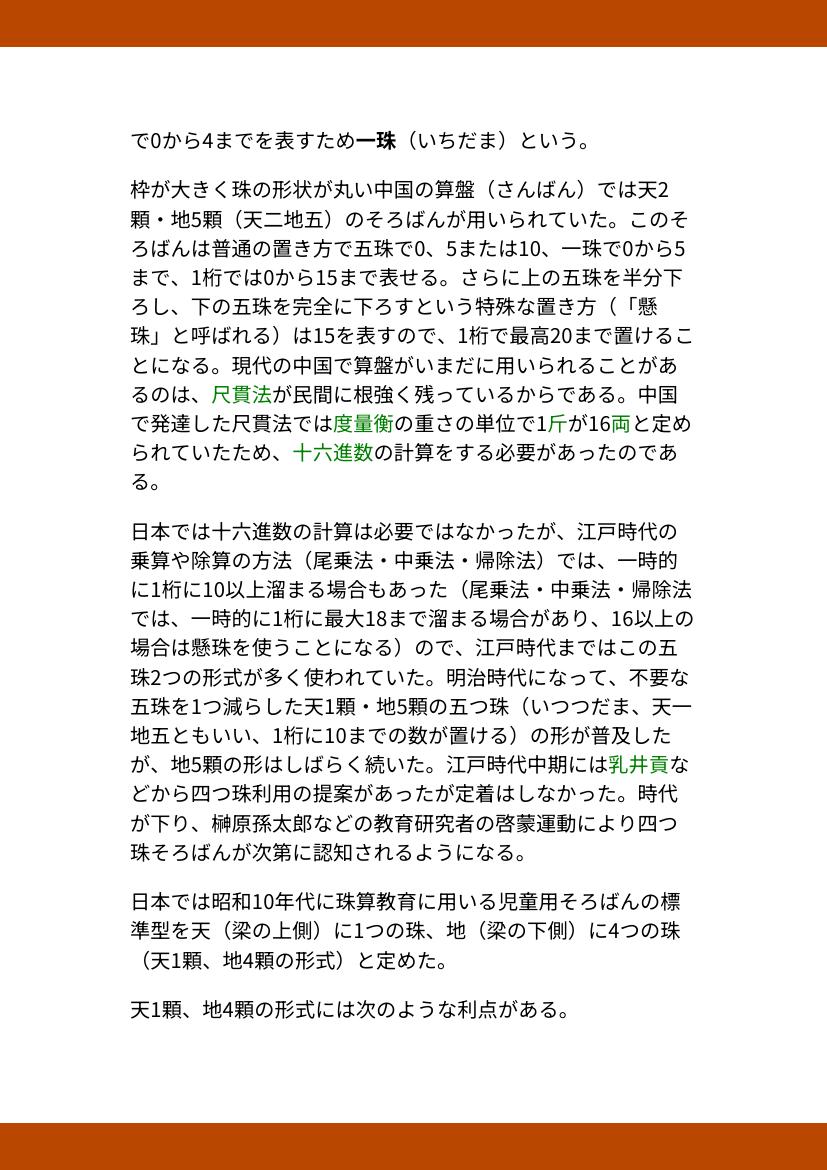 で0から4までを表すため一珠（いちだま）という。
枠が大きく珠の形状が丸い中国の算盤（さんばん）では天2
顆・地5顆（天二地五）のそろばんが用いられていた。このそ
ろばんは普通の置き方で五珠で0、5または10、一珠で0から5
まで、1桁では0から15まで表せる。さらに上の五珠を半分下
ろし、下の五珠を完全に下ろすという特殊な置き方（「懸
珠」と呼ばれる）は15を表すので、1桁で最高20まで置けるこ
とになる。現代の中国で算盤がいまだに用いられることがあ
るのは、尺貫法が民間に根強く残っているからである。中国
で発達した尺貫法では度量衡の重さの単位で1斤が16両と定め
られていたため、十六進数の計算をする必要があったのであ
る。
日本では十六進数の計算は必要ではなかったが、江戸時代の
乗算や除算の方法（尾乗法・中乗法・帰除法）では、一時的
に1桁に10以上溜まる場合もあった（尾乗法・中乗法・帰除法
では、一時的に1桁に最大18まで溜まる場合があり、16以上の
場合は懸珠を使うことになる）ので、江戸時代まではこの五
珠2つの形式が多く使われていた。明治時代になって、不要な
五珠を1つ減らした天1顆・地5顆の五つ珠（いつつだま、天一
地五ともいい、1桁に10までの数が置ける）の形が普及した
が、地5顆の形はしばらく続いた。江戸時代中期には乳井貢な
どから四つ珠利用の提案があったが定着はしなかった。時代
が下り、榊原孫太郎などの教育研究者の啓蒙運動により四つ
珠そろばんが次第に認知されるようになる。
日本では昭和10年代に珠算教育に用いる児童用そろばんの標
準型を天（梁の上側）に1つの珠、地（梁の下側）に4つの珠
（天1顆、地4顆の形式）と定めた。
天1顆、地4顆の形式には次のような利点がある。